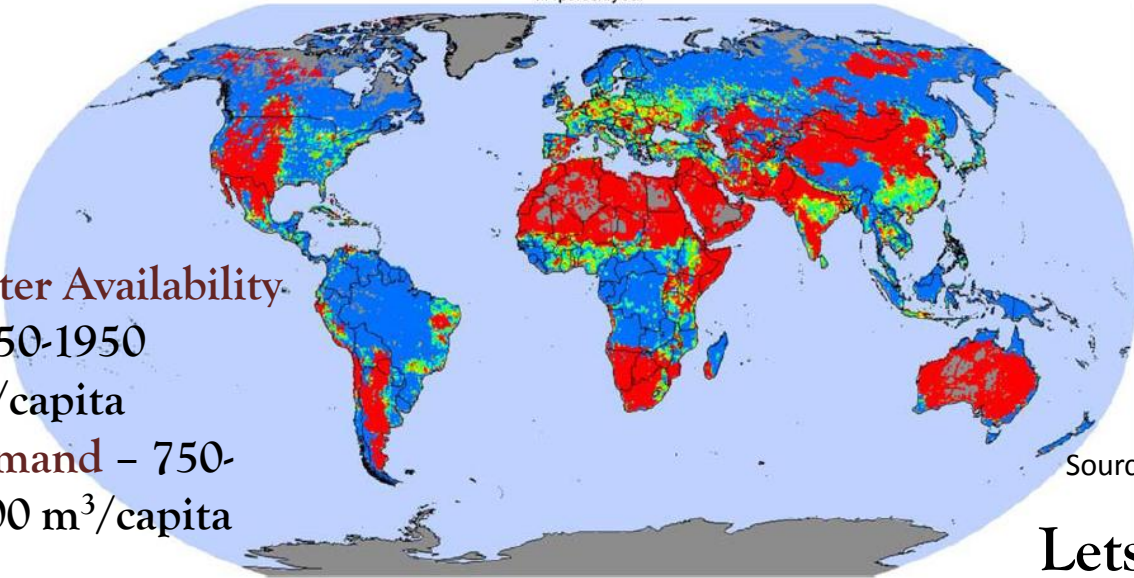 ter Availability
50-1950
/capita
mand – 750-
00 m³/capita
Sourc
Lets